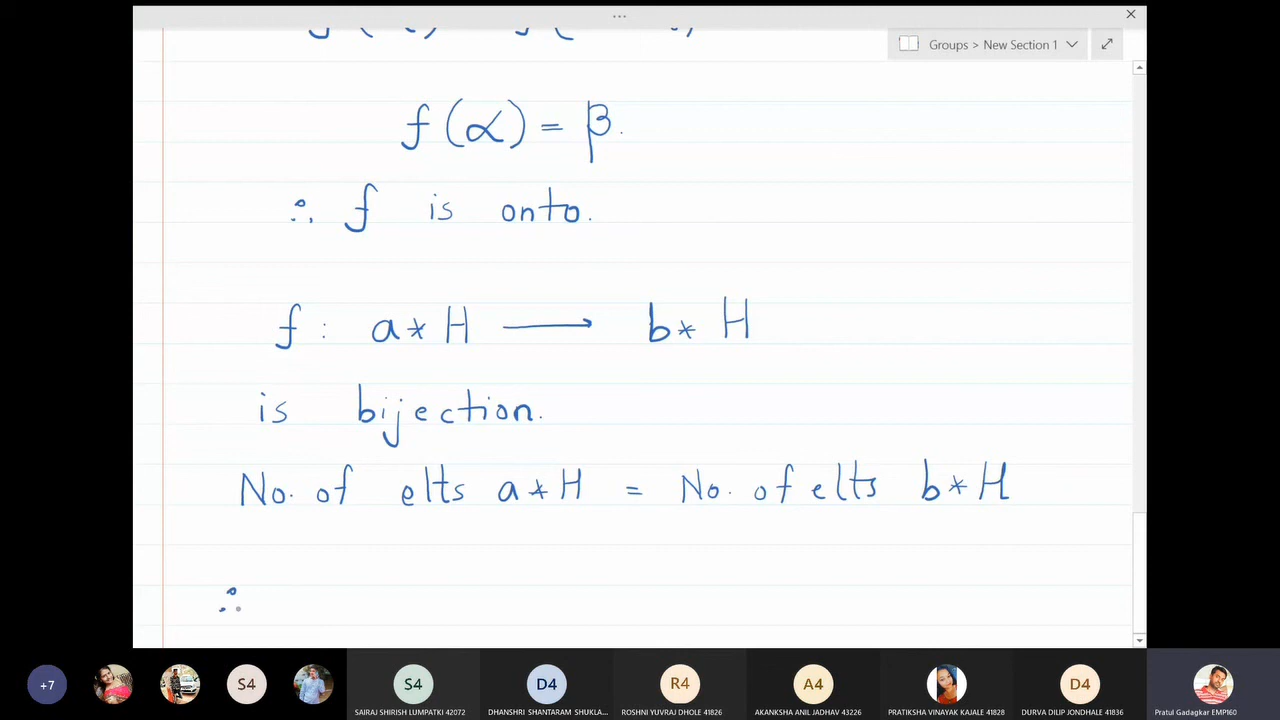 Groups > New Section 1
f(α) = β.
∴ f is onto.
f: a* H ⟶ b* H
is bijection.
No. of elts a*H = No. of elts b*H
∴
+7
S4
S4
D4
R4
A4
D4
SAIRAJ SHIRISH LUMPATKI 42072
DHANSHRI SHANTARAM SHUKLA...
ROSHNI YUVRAJ DHOLE 41826
AKANKSHA ANIL JADHAV 43226
PRATIKSHA VINAYAK KAJALE 41828
DURVA DILIP JONDHALE 41836
Pratul Gadagkar EMP160